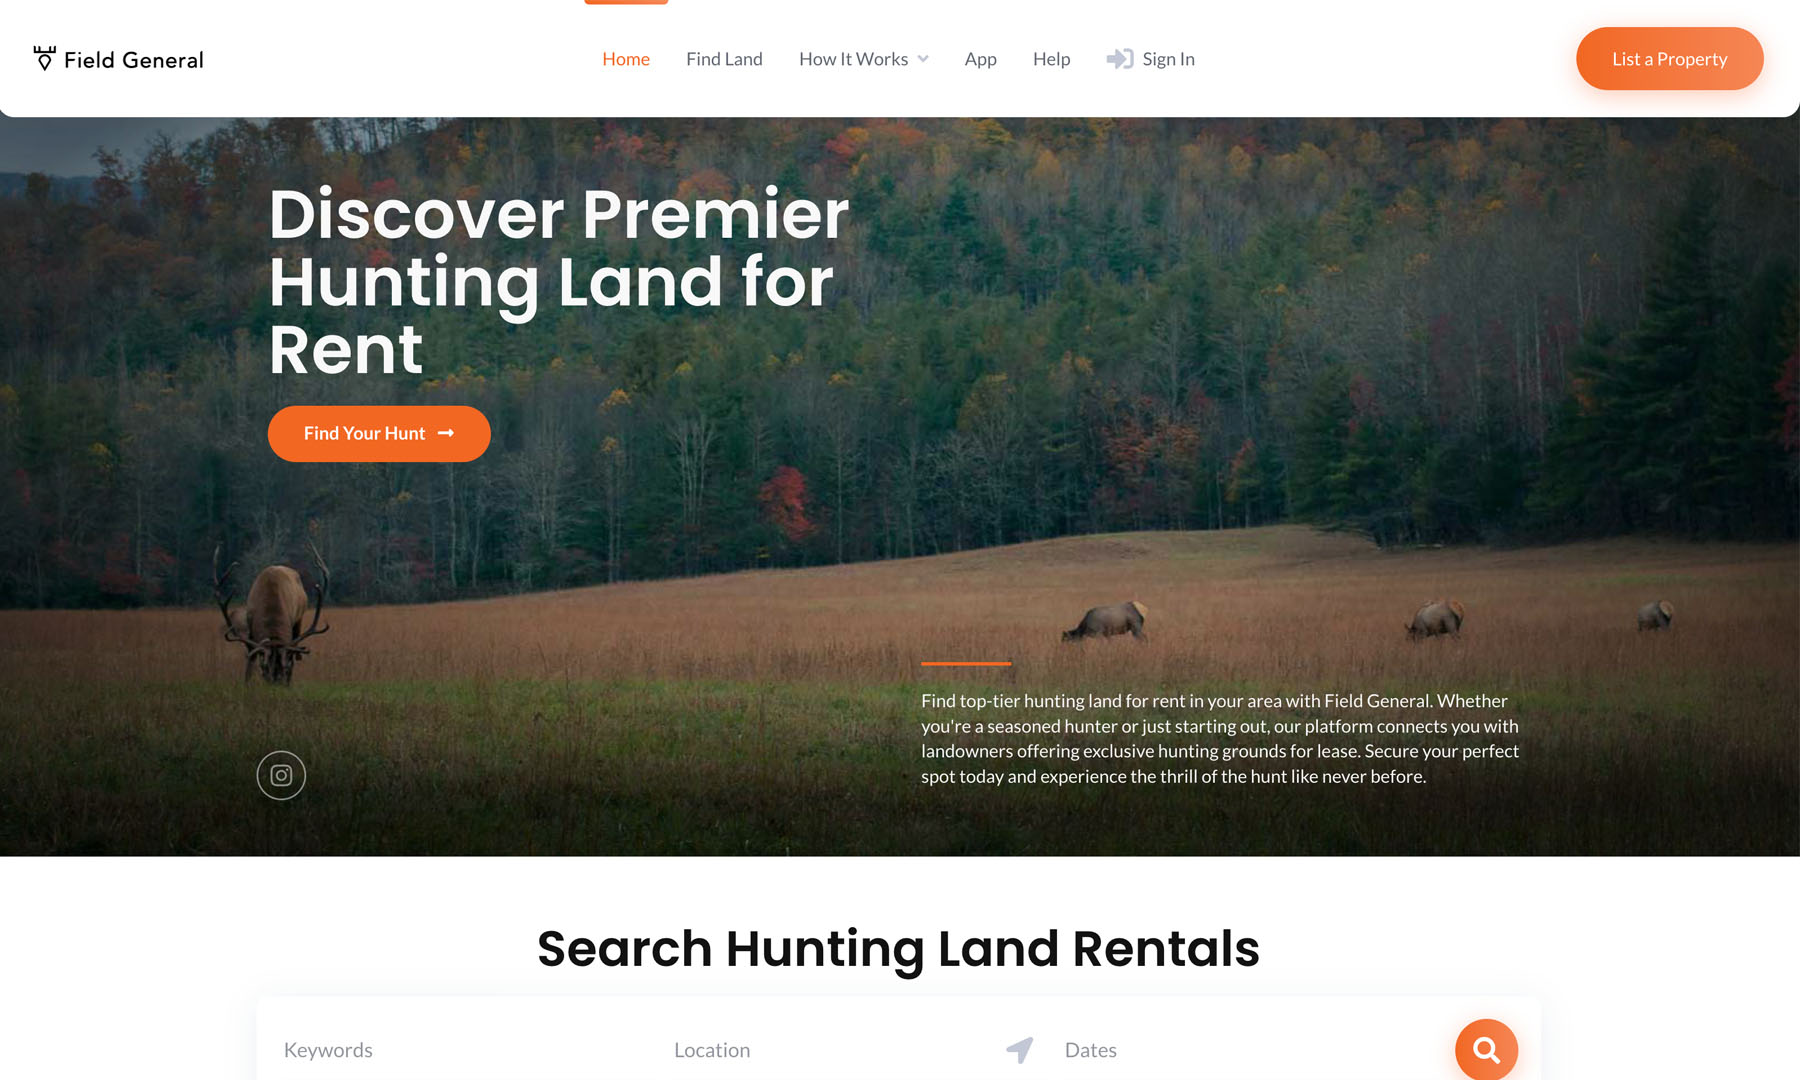 Field General
Home
Find Land
How It Works
App
Help
Sign In
List a Property
Discover Premier
Hunting Land for
Rent
Find Your Hunt
Find top-tier hunting land for rent in your area with Field General. Whether
you're a seasoned hunter or just starting out, our platform connects you with
landowners offering exclusive hunting grounds for lease. Secure your perfect
spot today and experience the thrill of the hunt like never before.
Search Hunting Land Rentals
Keywords
Location
Dates